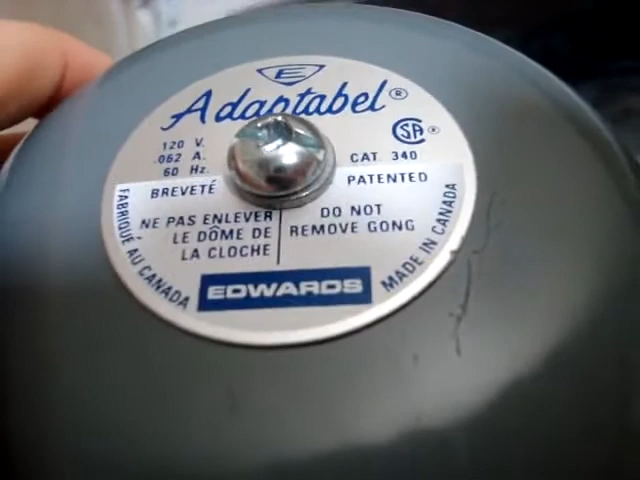 E
Adaptabel®
120 V.
.062 A.
60 Hz.
CSA®
CAT. 340
BREVETÉ
PATENTED
NE PAS ENLEVER
LE DÔME DE
LA CLOCHE
DO NOT
REMOVE GONG
FABRIQUÉ AU CANADA
MADE IN CANADA
EDWARDS